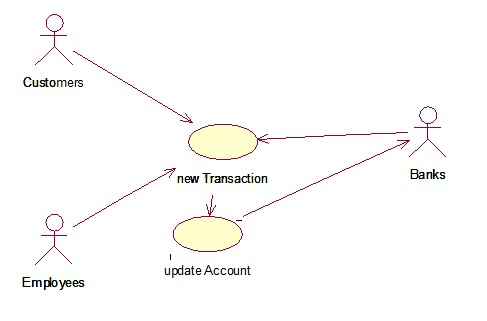 Customers
new Transaction
Banks
update Account
Employees